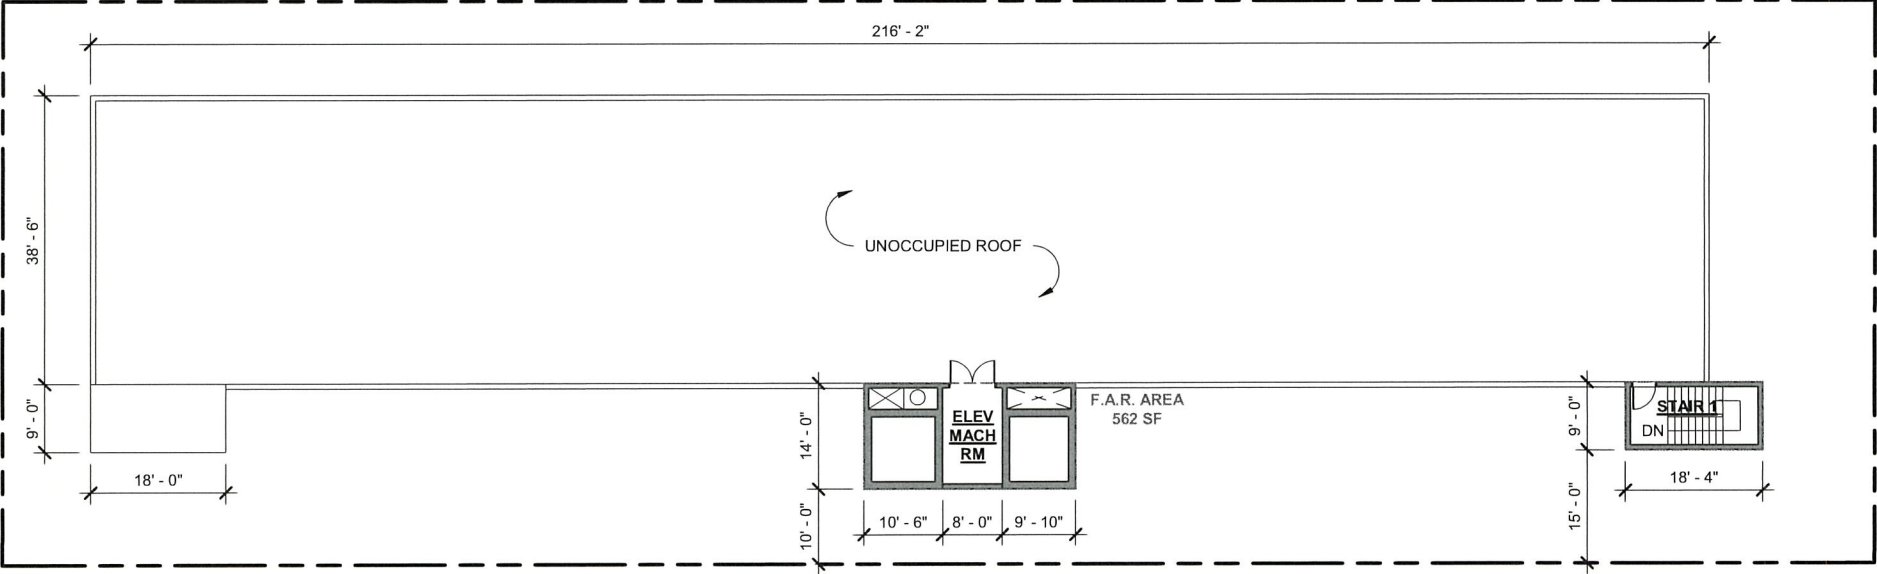 216' - 2"
38' - 6"
UNOCCUPIED ROOF
9' - 0"
18' - 0"
14' - 0"
ELEV
MACH
RM
F.A.R. AREA
562 SF
9' - 0"
STAIR 1
DN
18' - 4"
10' - 0"
10' - 6"
8' - 0"
9' - 10"
15' - 0"